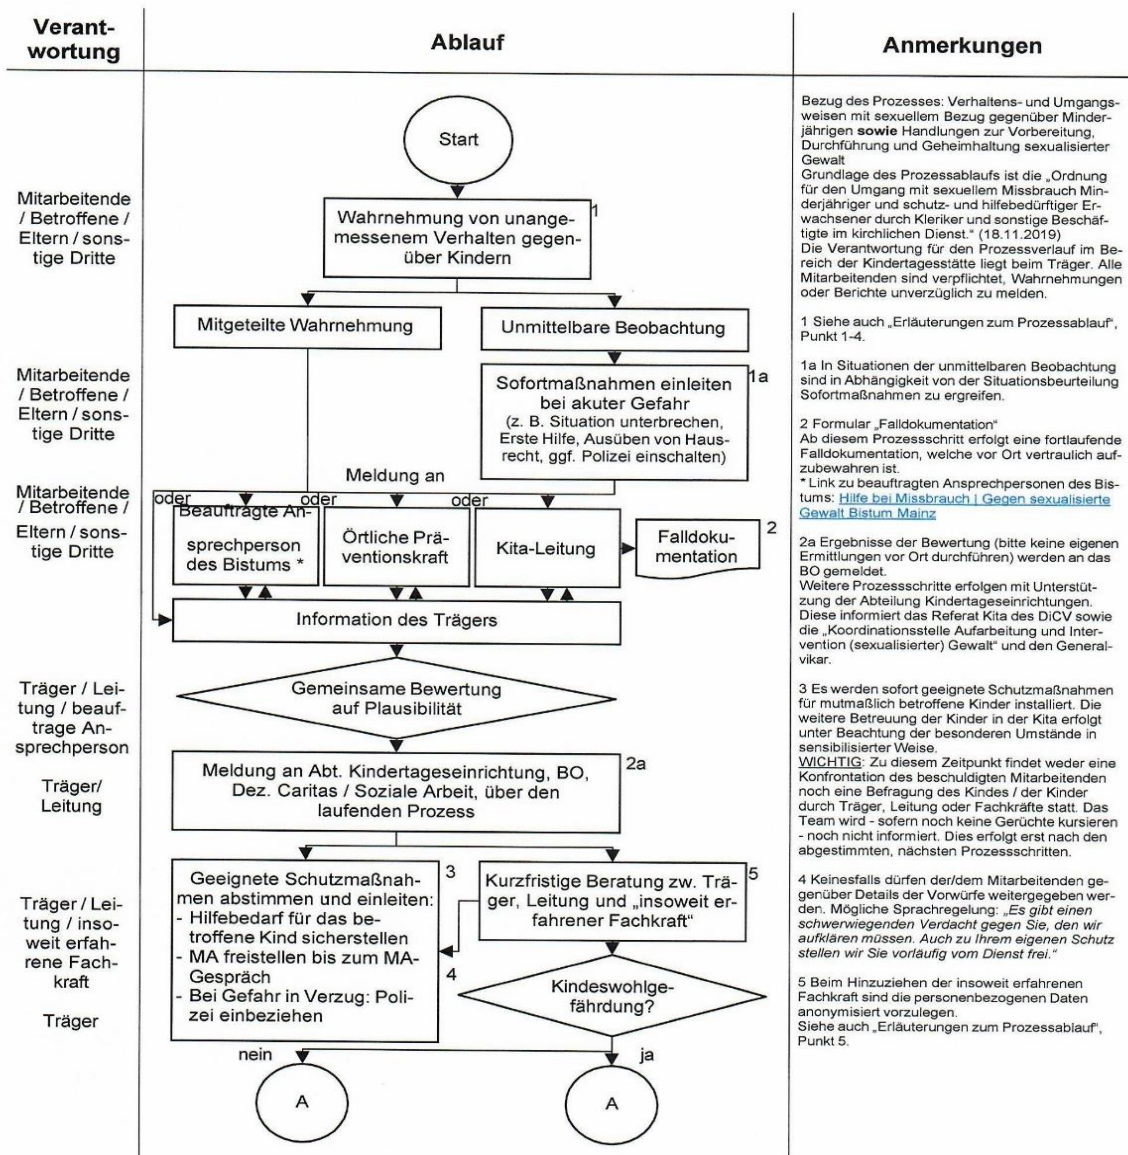 Verant-
wortung
Ablauf
Anmerkungen
Start
Mitarbeitende
/ Betroffene /
Eltern / sons-
tige Dritte
Wahrnehmung von unange-
messenem Verhalten gegen-
über Kindern
1
Mitgeteilte Wahrnehmung
Unmittelbare Beobachtung
Mitarbeitende
/ Betroffene /
Eltern / sons-
tige Dritte
Sofortmaßnahmen einleiten
bei akuter Gefahr
(z. B. Situation unterbrechen,
Erste Hilfe, Ausüben von Haus-
recht, ggf. Polizei einschalten)
1a
Meldung an
Mitarbeitende
/ Betroffene /
Eltern / sons-
tige Dritte
oder
oder
oder
Beauftragte An-
sprechperson
des Bistums *
Örtliche Prä-
ventionskraft
Kita-Leitung
Falldoku-
mentation
2
Information des Trägers
Träger / Lei-
tung / beauf-
trage An-
sprechperson
Gemeinsame Bewertung
auf Plausibilität
Träger/
Leitung
Meldung an Abt. Kindertageseinrichtung, BO,
Dez. Caritas / Soziale Arbeit, über den
laufenden Prozess
2a
Träger / Lei-
tung / inso-
weit erfah-
rene Fach-
kraft
Träger
Geeignete Schutzmaßnah-
men abstimmen und einleiten:
- Hilfebedarf für das be-
troffene Kind sicherstellen
- MA freistellen bis zum MA-
Gespräch
- Bei Gefahr in Verzug: Poli-
zei einbeziehen
3
4
Kurzfristige Beratung zw. Trä-
ger, Leitung und „insoweit er-
fahrener Fachkraft“
5
Kindeswohlge-
fährdung?
nein
ja
A
A
Bezug des Prozesses: Verhaltens- und Umgangs-
weisen mit sexuellem Bezug gegenüber Minder-
jährigen sowie Handlungen zur Vorbereitung,
Durchführung und Geheimhaltung sexualisierter
Gewalt
Grundlage des Prozessablaufs ist die „Ordnung
für den Umgang mit sexuellem Missbrauch Min-
derjähriger und schutz- und hilfebedürftiger Er-
wachsener durch Kleriker und sonstige Beschäf-
tigte im kirchlichen Dienst.“ (18.11.2019)
Die Verantwortung für den Prozessverlauf im Be-
reich der Kindertagesstätte liegt beim Träger. Alle
Mitarbeitenden sind verpflichtet, Wahrnehmungen
oder Berichte unverzüglich zu melden.
1 Siehe auch „Erläuterungen zum Prozessablauf“,
Punkt 1-4.
1a In Situationen der unmittelbaren Beobachtung
sind in Abhängigkeit von der Situationsbeurteilung
Sofortmaßnahmen zu ergreifen.
2 Formular „Falldokumentation“
Ab diesem Prozessschritt erfolgt eine fortlaufende
Falldokumentation, welche vor Ort vertraulich auf-
zubewahren ist.
* Link zu beauftragten Ansprechpersonen des Bis-
tums: Hilfe bei Missbrauch | Gegen sexualisierte
Gewalt Bistum Mainz
2a Ergebnisse der Bewertung (bitte keine eigenen
Ermittlungen vor Ort durchführen) werden an das
BO gemeldet.
Weitere Prozessschritte erfolgen mit Unterstüt-
zung der Abteilung Kindertageseinrichtungen.
Diese informiert das Referat Kita des DiCV sowie
die „Koordinationsstelle Aufarbeitung und Inter-
vention (sexualisierter) Gewalt“ und den General-
vikar.
3 Es werden sofort geeignete Schutzmaßnahmen
für mutmaßlich betroffene Kinder installiert. Die
weitere Betreuung der Kinder in der Kita erfolgt
unter Beachtung der besonderen Umstände in
sensibilisierter Weise.
WICHTIG: Zu diesem Zeitpunkt findet weder eine
Konfrontation des beschuldigten Mitarbeitenden
noch eine Befragung des Kindes / der Kinder
durch Träger, Leitung oder Fachkräfte statt. Das
Team wird - sofern noch keine Gerüchte kursieren
- noch nicht informiert. Dies erfolgt erst nach den
abgestimmten, nächsten Prozessschritten.
4 Keinesfalls dürfen der/dem Mitarbeitenden ge-
genüber Details der Vorwürfe weitergegeben wer-
den. Mögliche Sprachregelung: „Es gibt einen
schwerwiegenden Verdacht gegen Sie, den wir
aufklären müssen. Auch zu Ihrem eigenen Schutz
stellen wir Sie vorläufig vom Dienst frei.“
5 Beim Hinzuziehen der insoweit erfahrenen
Fachkraft sind die personenbezogenen Daten
anonymisiert vorzulegen.
Siehe auch „Erläuterungen zum Prozessablauf“,
Punkt 5.